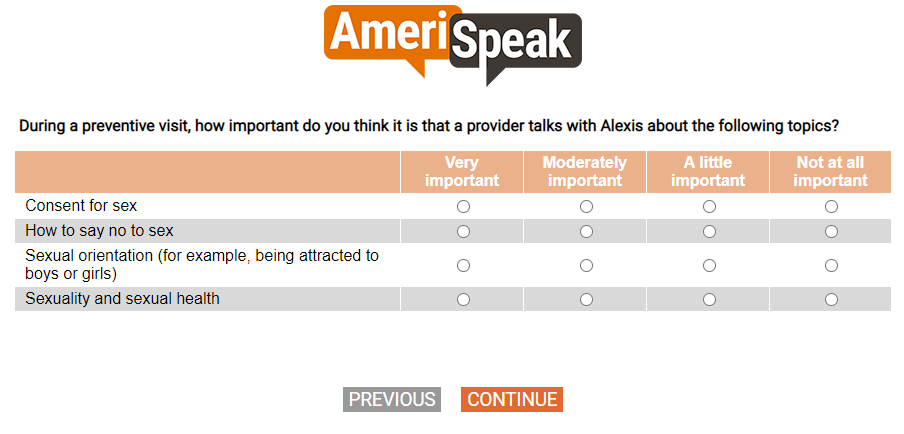 AmeriSpeak
During a preventive visit, how important do you think it is that a provider talks with Alexis about the following topics?
Very important
Moderately important
A little important
Not at all important
Consent for sex
How to say no to sex
Sexual orientation (for example, being attracted to
boys or girls)
Sexuality and sexual health
PREVIOUS CONTINUE